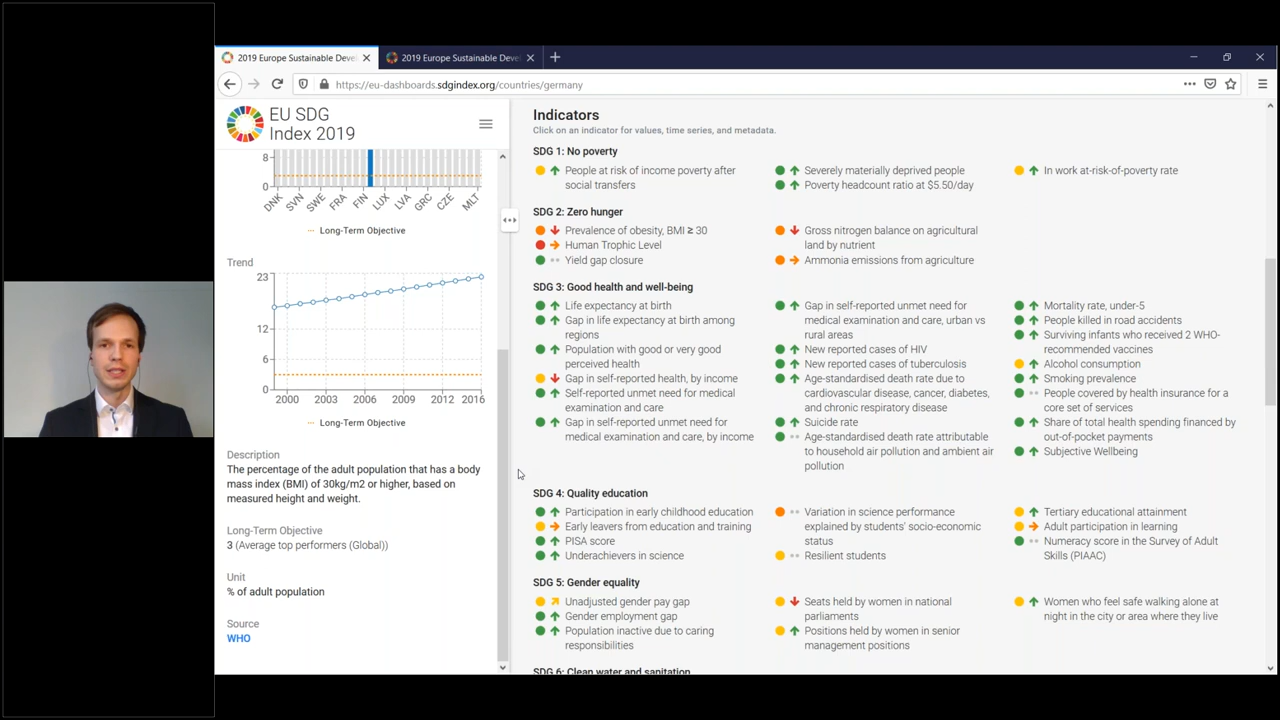 2019 Europe Sustainable Deve
2019 Europe Sustainable Deve
https://eu-dashboards.sdgindex.org/countries/germany
EU SDG
Index 2019
8
0
DNK SVN SWE FRA FIN LUX LVA GRC CZE MLT
Long-Term Objective
Trend
23
12
6
0
2000 2003 2006 2009 2012 2016
Long-Term Objective
Description
The percentage of the adult population that has a body
mass index (BMI) of 30kg/m2 or higher, based on
measured height and weight.
Long-Term Objective
3 (Average top performers (Global))
Unit
% of adult population
Source
WHO
Indicators
Click on an indicator for values, time series, and metadata.
SDG 1: No poverty
People at risk of income poverty after
social transfers
Severely materially deprived people
Poverty headcount ratio at $5.50/day
In work at-risk-of-poverty rate
SDG 2: Zero hunger
Prevalence of obesity, BMI ≥ 30
Human Trophic Level
Yield gap closure
Gross nitrogen balance on agricultural
land by nutrient
Ammonia emissions from agriculture
SDG 3: Good health and well-being
Life expectancy at birth
Gap in life expectancy at birth among
regions
Population with good or very good
perceived health
Gap in self-reported health, by income
Self-reported unmet need for medical
examination and care
Gap in self-reported unmet need for
medical examination and care, by income
Gap in self-reported unmet need for
medical examination and care, urban vs
rural areas
New reported cases of HIV
New reported cases of tuberculosis
Age-standardised death rate due to
cardiovascular disease, cancer, diabetes,
and chronic respiratory disease
Suicide rate
Age-standardised death rate attributable
to household air pollution and ambient air
pollution
Mortality rate, under-5
People killed in road accidents
Surviving infants who received 2 WHO-
recommended vaccines
Alcohol consumption
Smoking prevalence
People covered by health insurance for a
core set of services
Share of total health spending financed by
out-of-pocket payments
Subjective Wellbeing
SDG 4: Quality education
Participation in early childhood education
Early leavers from education and training
PISA score
Underachievers in science
Variation in science performance
explained by students' socio-economic
status
Resilient students
Tertiary educational attainment
Adult participation in learning
Numeracy score in the Survey of Adult
Skills (PIAAC)
SDG 5: Gender equality
Unadjusted gender pay gap
Gender employment gap
Population inactive due to caring
responsibilities
Seats held by women in national
parliaments
Positions held by women in senior
management positions
Women who feel safe walking alone at
night in the city or area where they live
SDG 6: Clean water and sanitation